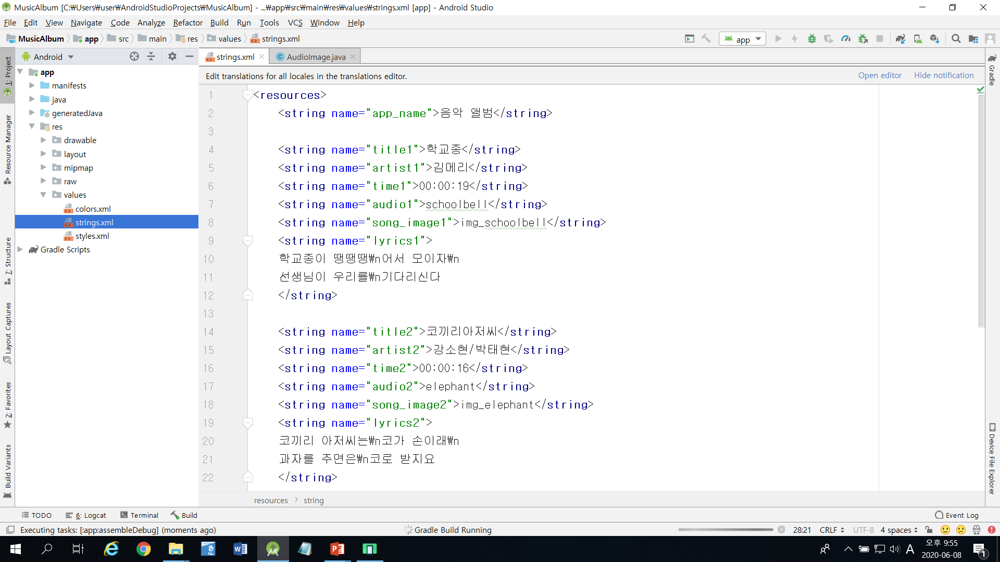 MusicAlbum [C:₩Users₩user₩AndroidStudioProjects₩MusicAlbum] - ...₩app₩src₩main₩res₩values₩strings.xml [app] - Android Studio
File Edit View Navigate Code Analyze Refactor Build Run Tools VCS Window Help
MusicAlbum app src main res values strings.xml
app
Android
strings.xml
AudioImage.java
Edit translations for all locales in the translations editor.
Open editor Hide notification
app
manifests
java
generatedJava
res
drawable
layout
mipmap
raw
values
colors.xml
strings.xml
styles.xml
Gradle Scripts
1: Project
Resource Manager
7: Structure
Layout Captures
2: Favorites
Build Variants
1 <resources>
2 <string name="app_name">음악 앨범</string>
3
4 <string name="title1">학교종</string>
5 <string name="artist1">김메리</string>
6 <string name="time1">00:00:19</string>
7 <string name="audio1">schoolbell</string>
8 <string name="song_image1">img_schoolbell</string>
9 <string name="lyrics1">
10 학교종이 땡땡땡₩n어서 모이자₩n
11 선생님이 우리를₩n기다리신다
12 </string>
13
14 <string name="title2">코끼리아저씨</string>
15 <string name="artist2">강소현/박태현</string>
16 <string name="time2">00:00:16</string>
17 <string name="audio2">elephant</string>
18 <string name="song_image2">img_elephant</string>
19 <string name="lyrics2">
20 코끼리 아저씨는₩n코가 손이래₩n
21 과자를 주면은₩n코로 받지요
22 </string>
Gradle
Device File Explorer
resources string
TODO 6: Logcat Terminal Build Event Log
Executing tasks: [:app:assembleDebug] (moments ago) Gradle Build Running 28:21 CRLF UTF-8 4 spaces
A
오후 9:55
2020-06-08
1